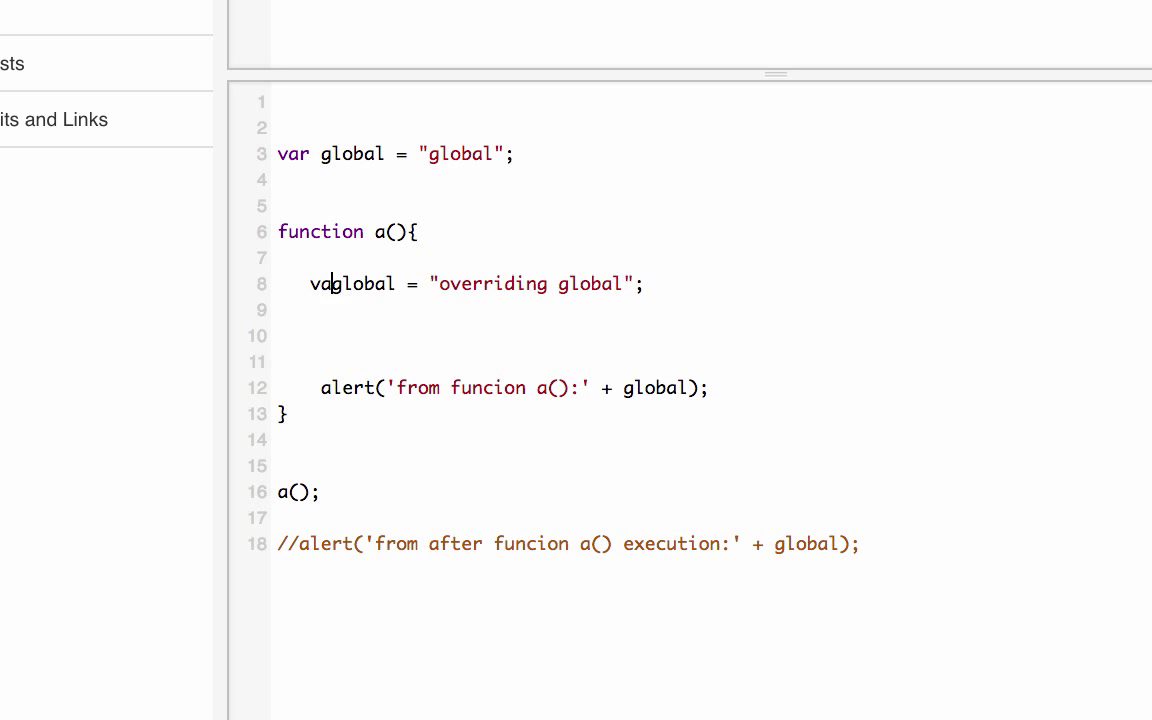 sts
its and Links
1
2
3 var global = "global";
4
5
6 function a(){
7
8 vaglobal = "overriding global";
9
10
11
12 alert('from funcion a():' + global);
13 }
14
15
16 a();
17
18 //alert('from after funcion a() execution:' + global);